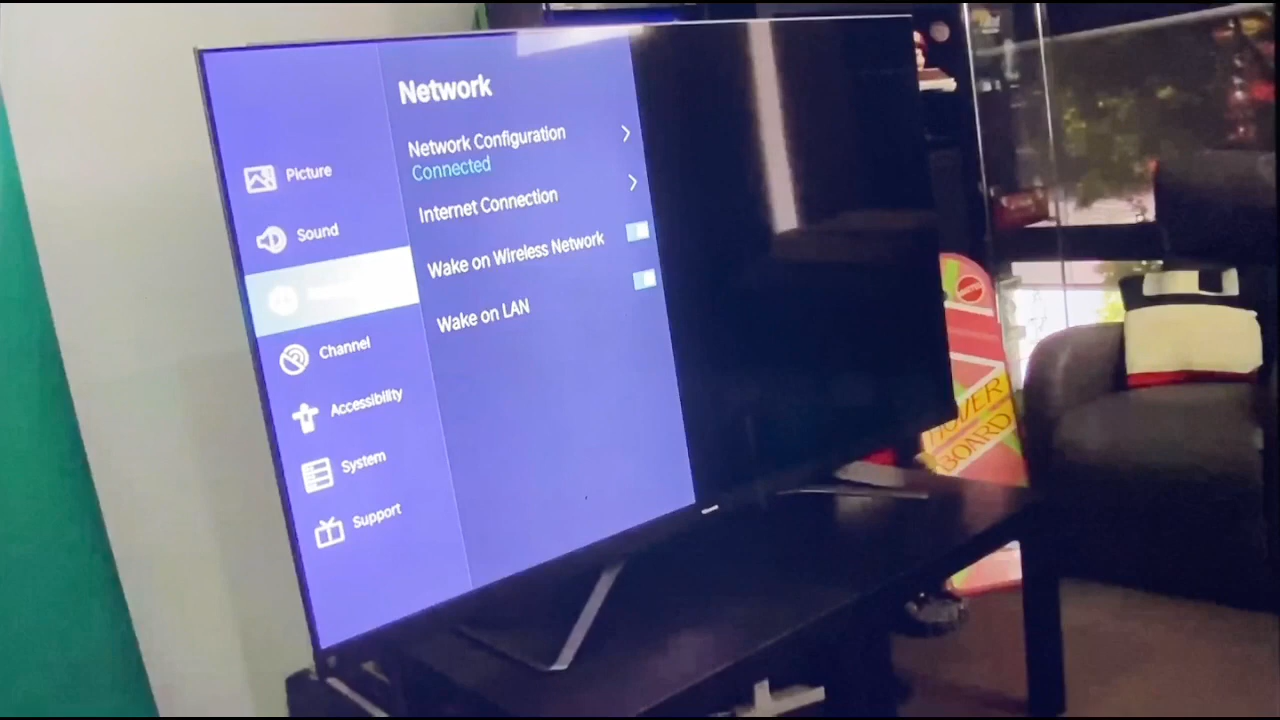 Network
Network Configuration
Connected
Internet Connection
Wake on Wireless Network
Wake on LAN
Picture
Sound
Channel
Accessibility
System
Support
HOVER
BOARD